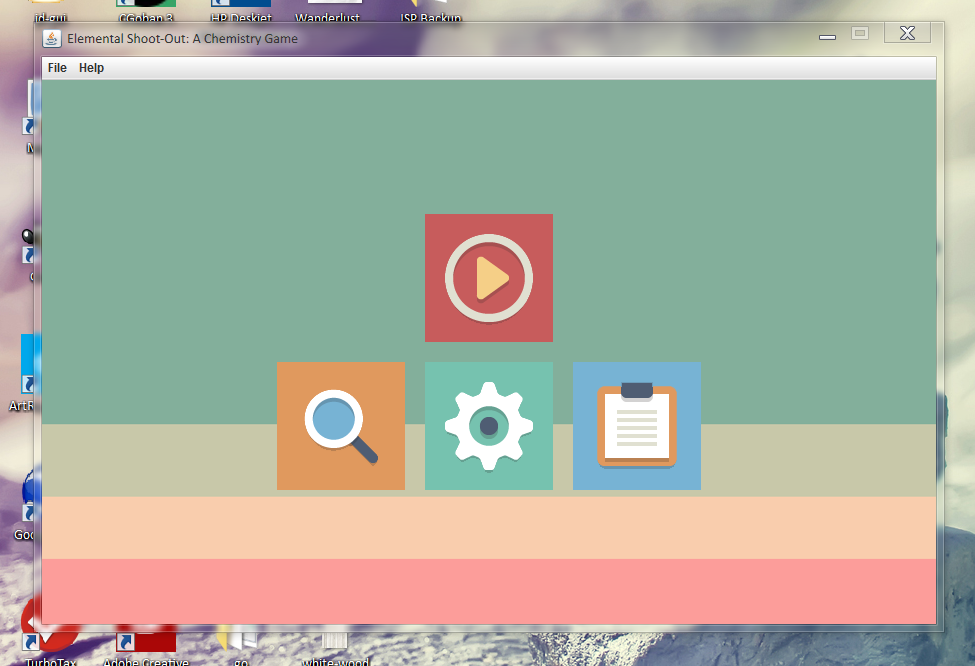 id-gui CGoban 3 HP Deskjet Wanderlust ISP Backup
Elemental Shoot-Out: A Chemistry Game
File Help
TurboTax Adobe Creative go white-wood